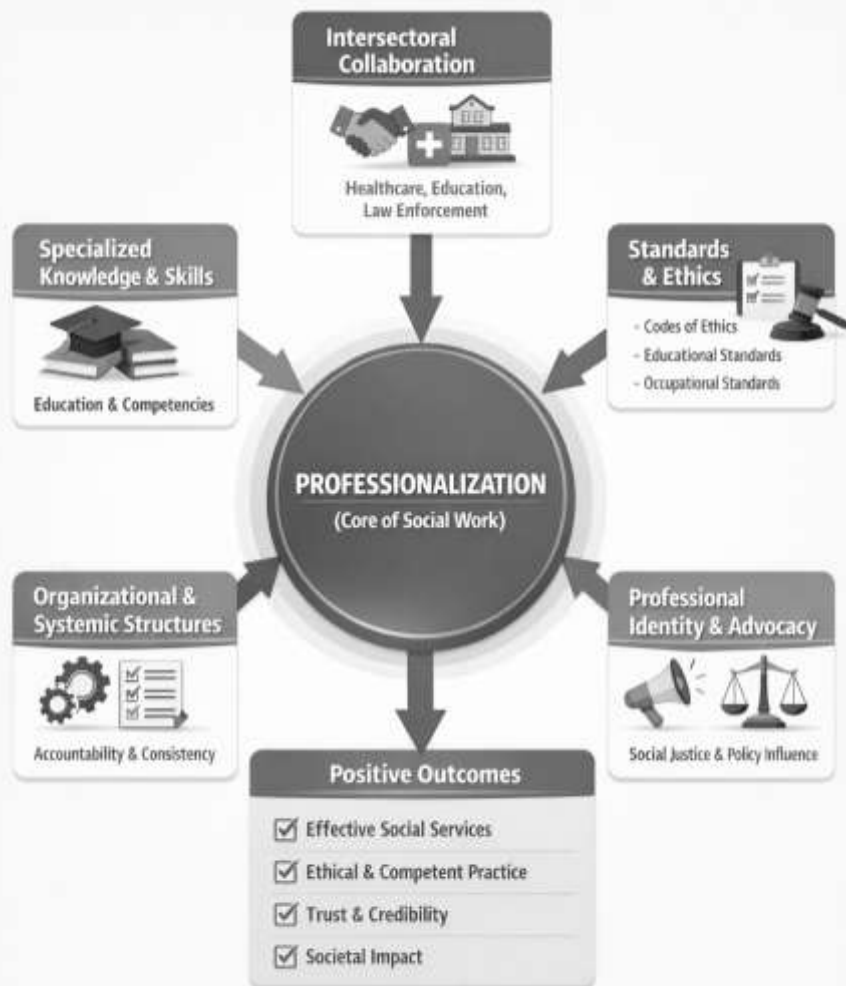 Intersectoral
Collaboration
Healthcare, Education,
Law Enforcement
Specialized
Knowledge & Skills
Education & Competencies
Standards
& Ethics
- Codes of Ethics
- Educational Standards
- Occupational Standards
PROFESSIONALIZATION
(Core of Social Work)
Organizational &
Systemic Structures
Accountability & Consistency
Professional
Identity & Advocacy
Social Justice & Policy Influence
Positive Outcomes
Effective Social Services
Ethical & Competent Practice
Trust & Credibility
Societal Impact